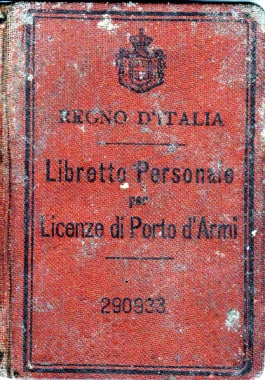 REGNO D'ITALIA
Libretto Personale
per
Licenze di Porto d'Armi
290933